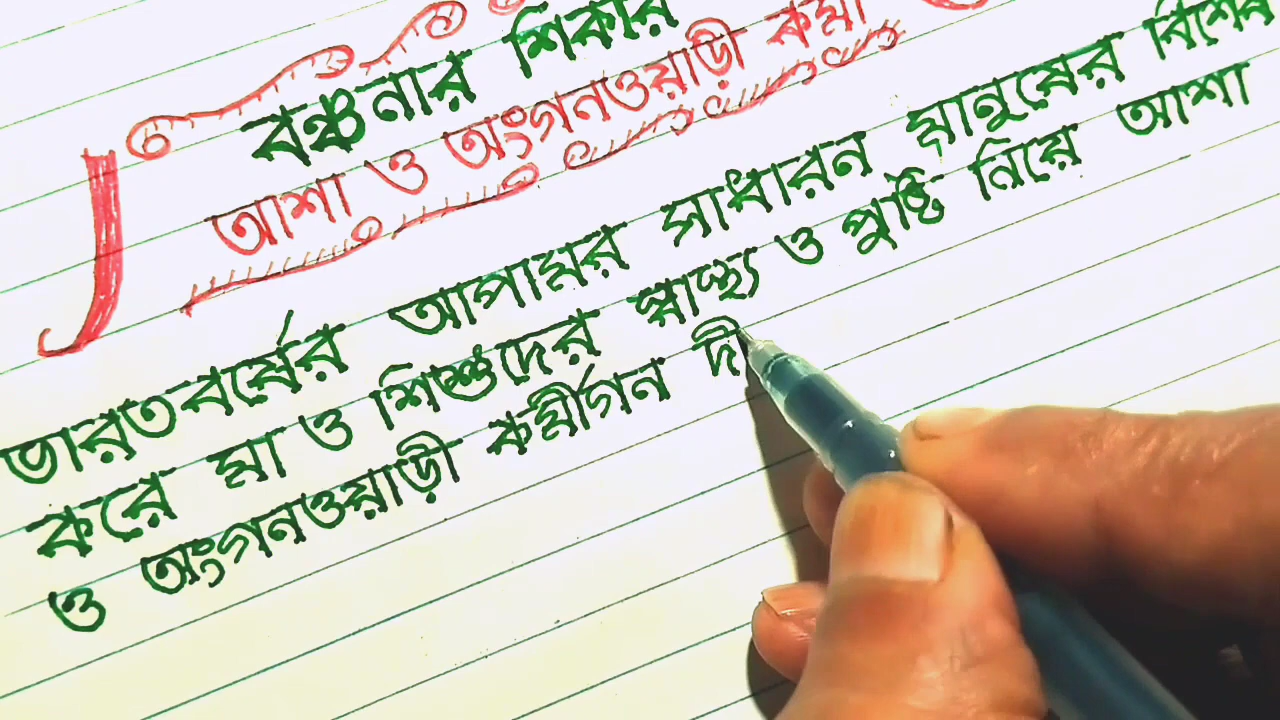 বঞ্চনার শিকার
আশা ও অংগনওয়াড়ী কর্মী
ভারতবর্ষের আপামর সাধারন মানুষের বিশেষ
করে মা ও শিশুদের স্বাস্থ্য ও পুষ্টি নিয়ে আশা
ও অংগনওয়াড়ী কর্মীগন দী